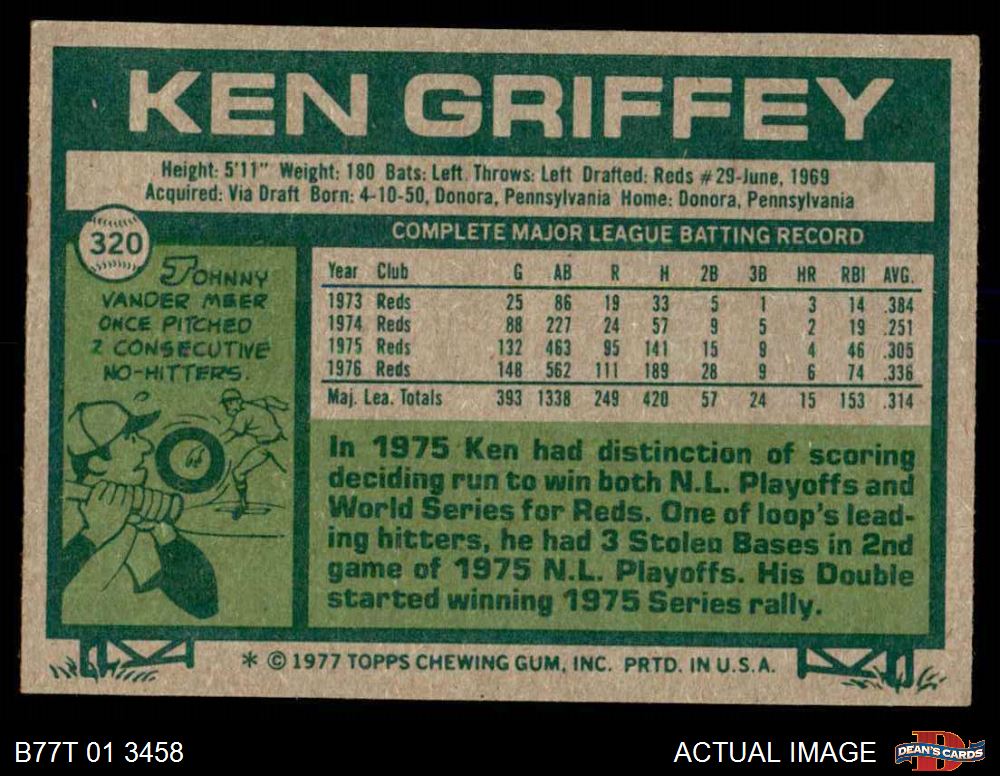 KEN GRIFFEY
Height: 5'11" Weight: 180 Bats: Left Throws: Left Drafted: Reds #29-June, 1969
Acquired: Via Draft Born: 4-10-50, Donora, Pennsylvania Home: Donora, Pennsylvania
320
JOHNNY
VANDER MEER
ONCE PITCHED
2 CONSECUTIVE
NO-HITTERS.
COMPLETE MAJOR LEAGUE BATTING RECORD
Year Club G AB R H 2B 3B HR RBI AVG.
1973 Reds 25 86 19 33 5 1 3 14 .384
1974 Reds 88 227 24 57 9 5 2 19 .251
1975 Reds 132 463 95 141 15 9 4 46 .305
1976 Reds 148 562 111 189 28 9 6 74 .336
Maj. Lea. Totals 393 1338 249 420 57 24 15 153 .314
In 1975 Ken had distinction of scoring
deciding run to win both N.L. Playoffs and
World Series for Reds. One of loop's lead-
ing hitters, he had 3 Stolen Bases in 2nd
game of 1975 N.L. Playoffs. His Double
started winning 1975 Series rally.
* © 1977 TOPPS CHEWING GUM, INC. PRTD. IN U.S.A.
B77T 01 3458
ACTUAL IMAGE
DEAN'S CARDS